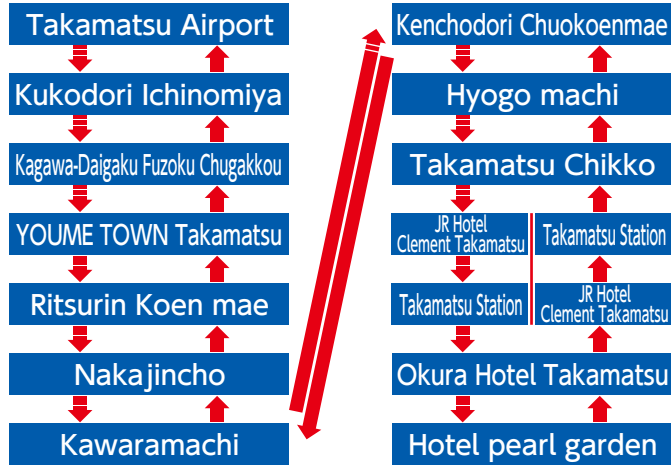 Takamatsu Airport
Kukodori Ichinomiya
Kagawa-Daigaku Fuzoku Chugakkou
YOUME TOWN Takamatsu
Ritsurin Koen mae
Nakajincho
Kawaramachi
Kenchodori Chuokoenmae
Hyogo machi
Takamatsu Chikko
JR Hotel
Clement Takamatsu
Takamatsu Station
Takamatsu Station
JR Hotel
Clement Takamatsu
Okura Hotel Takamatsu
Hotel pearl garden